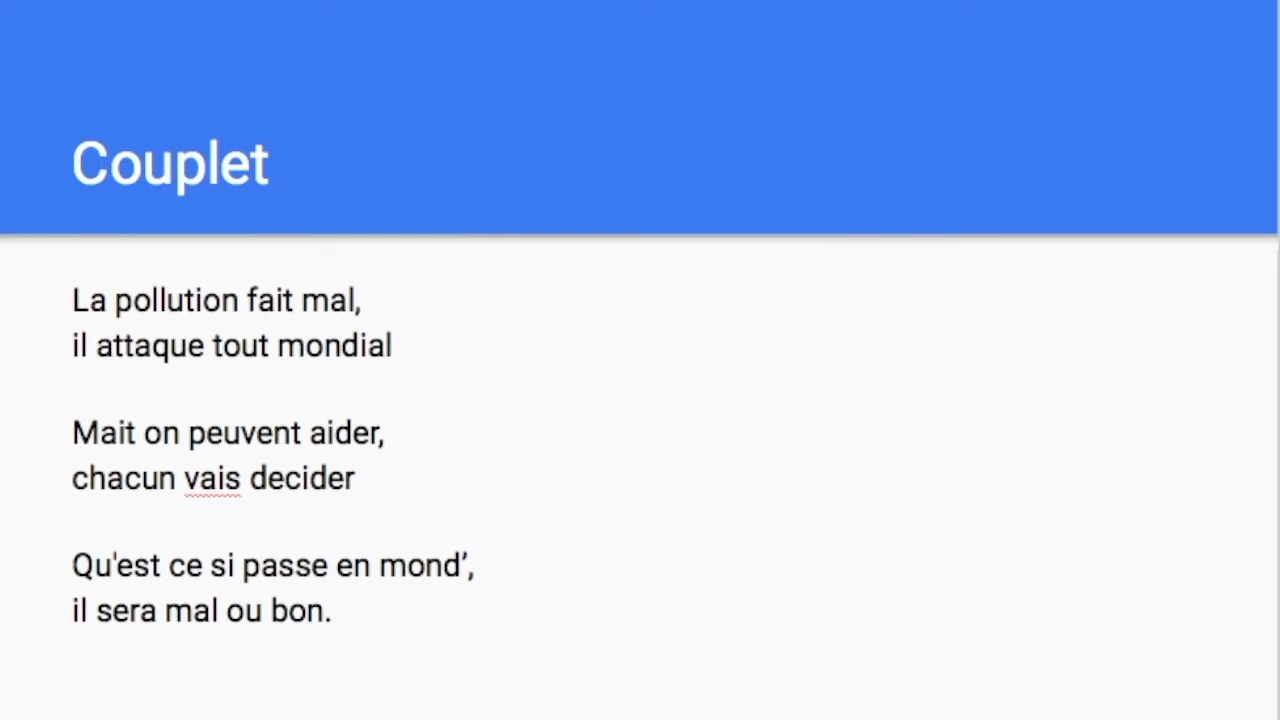 Couplet
La pollution fait mal,
il attaque tout mondial
Mait on peuvent aider,
chacun vais decider
Qu'est ce si passe en mond’,
il sera mal ou bon.